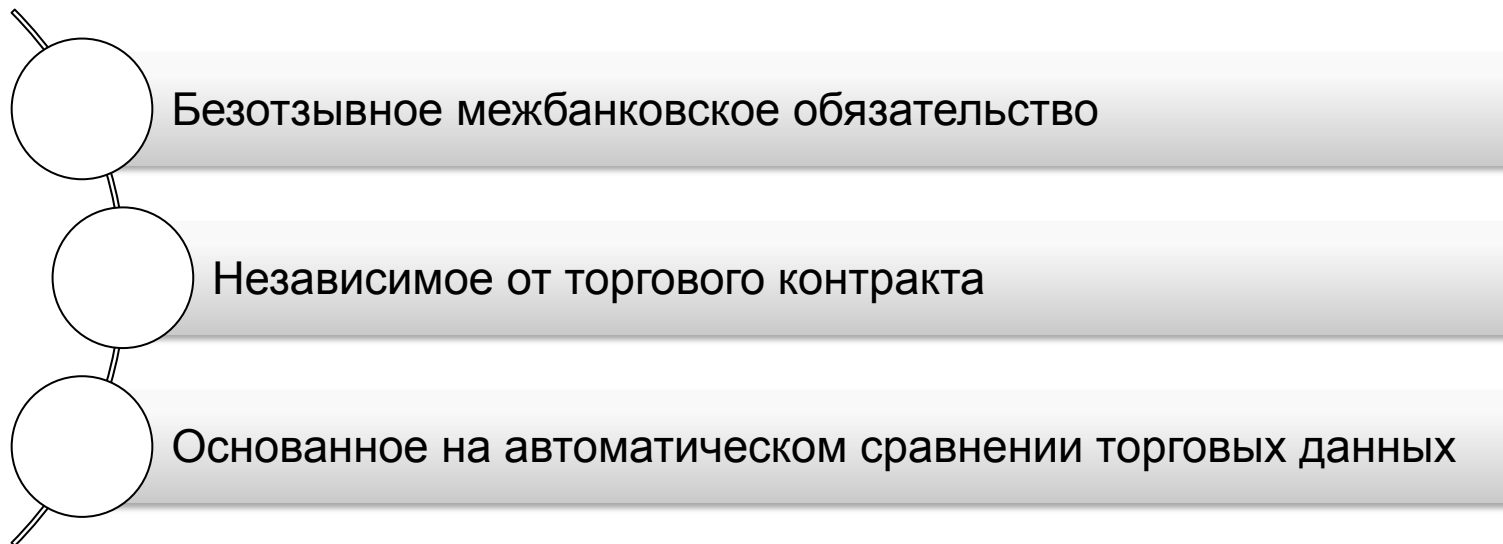 Безотзывное межбанковское обязательство
Независимое от торгового контракта
Основанное на автоматическом сравнении торговых данных